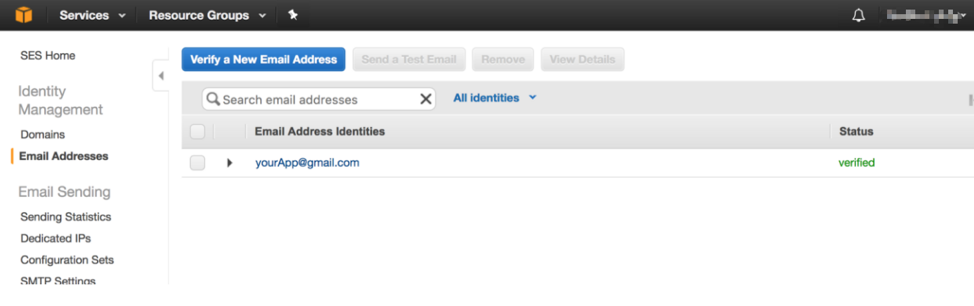 Services Resource Groups
SES Home
Verify a New Email Address Send a Test Email Remove View Details
Identity
Management
Search email addresses All identities
Domains
Email Address Identities Status
Email Addresses
yourApp@gmail.com verified
Email Sending
Sending Statistics
Dedicated IPs
Configuration Sets
SMTP Settings